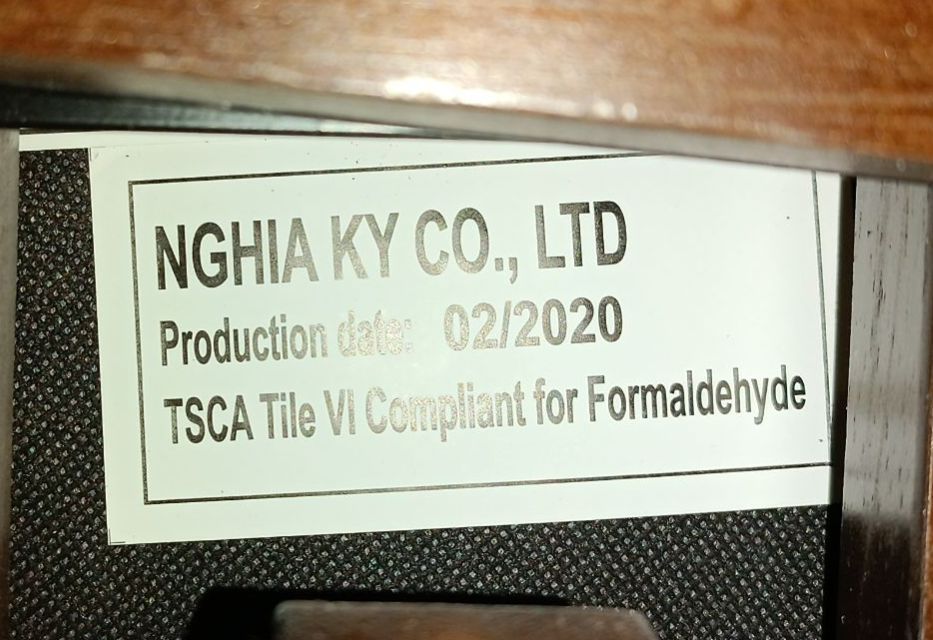 NGHIA KY CO., LTD
Production date: 02/2020
TSCA Tile VI Compliant for Formaldehyde